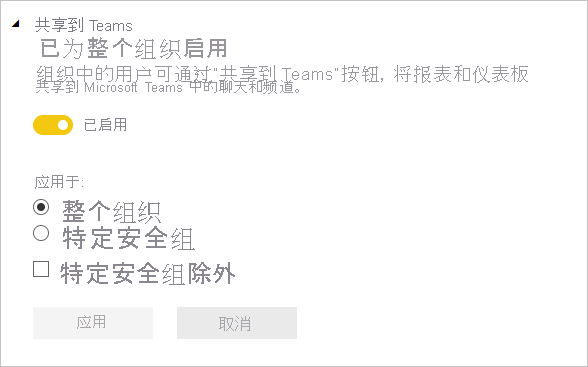 共享到 Teams
已为整个组织启用
组织中的用户可通过"共享到 Teams"按钮, 将报表和仪表板
共享到 Microsoft Teams 中的聊天和频道。
已启用
应用于:
整个组织
特定安全组
特定安全组除外
应用 取消